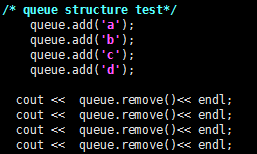 /* queue structure test*/
queue.add('a');
queue.add('b');
queue.add('c');
queue.add('d');
cout <<  queue.remove()<< endl;
cout <<  queue.remove()<< endl;
cout <<  queue.remove()<< endl;
cout <<  queue.remove()<< endl;